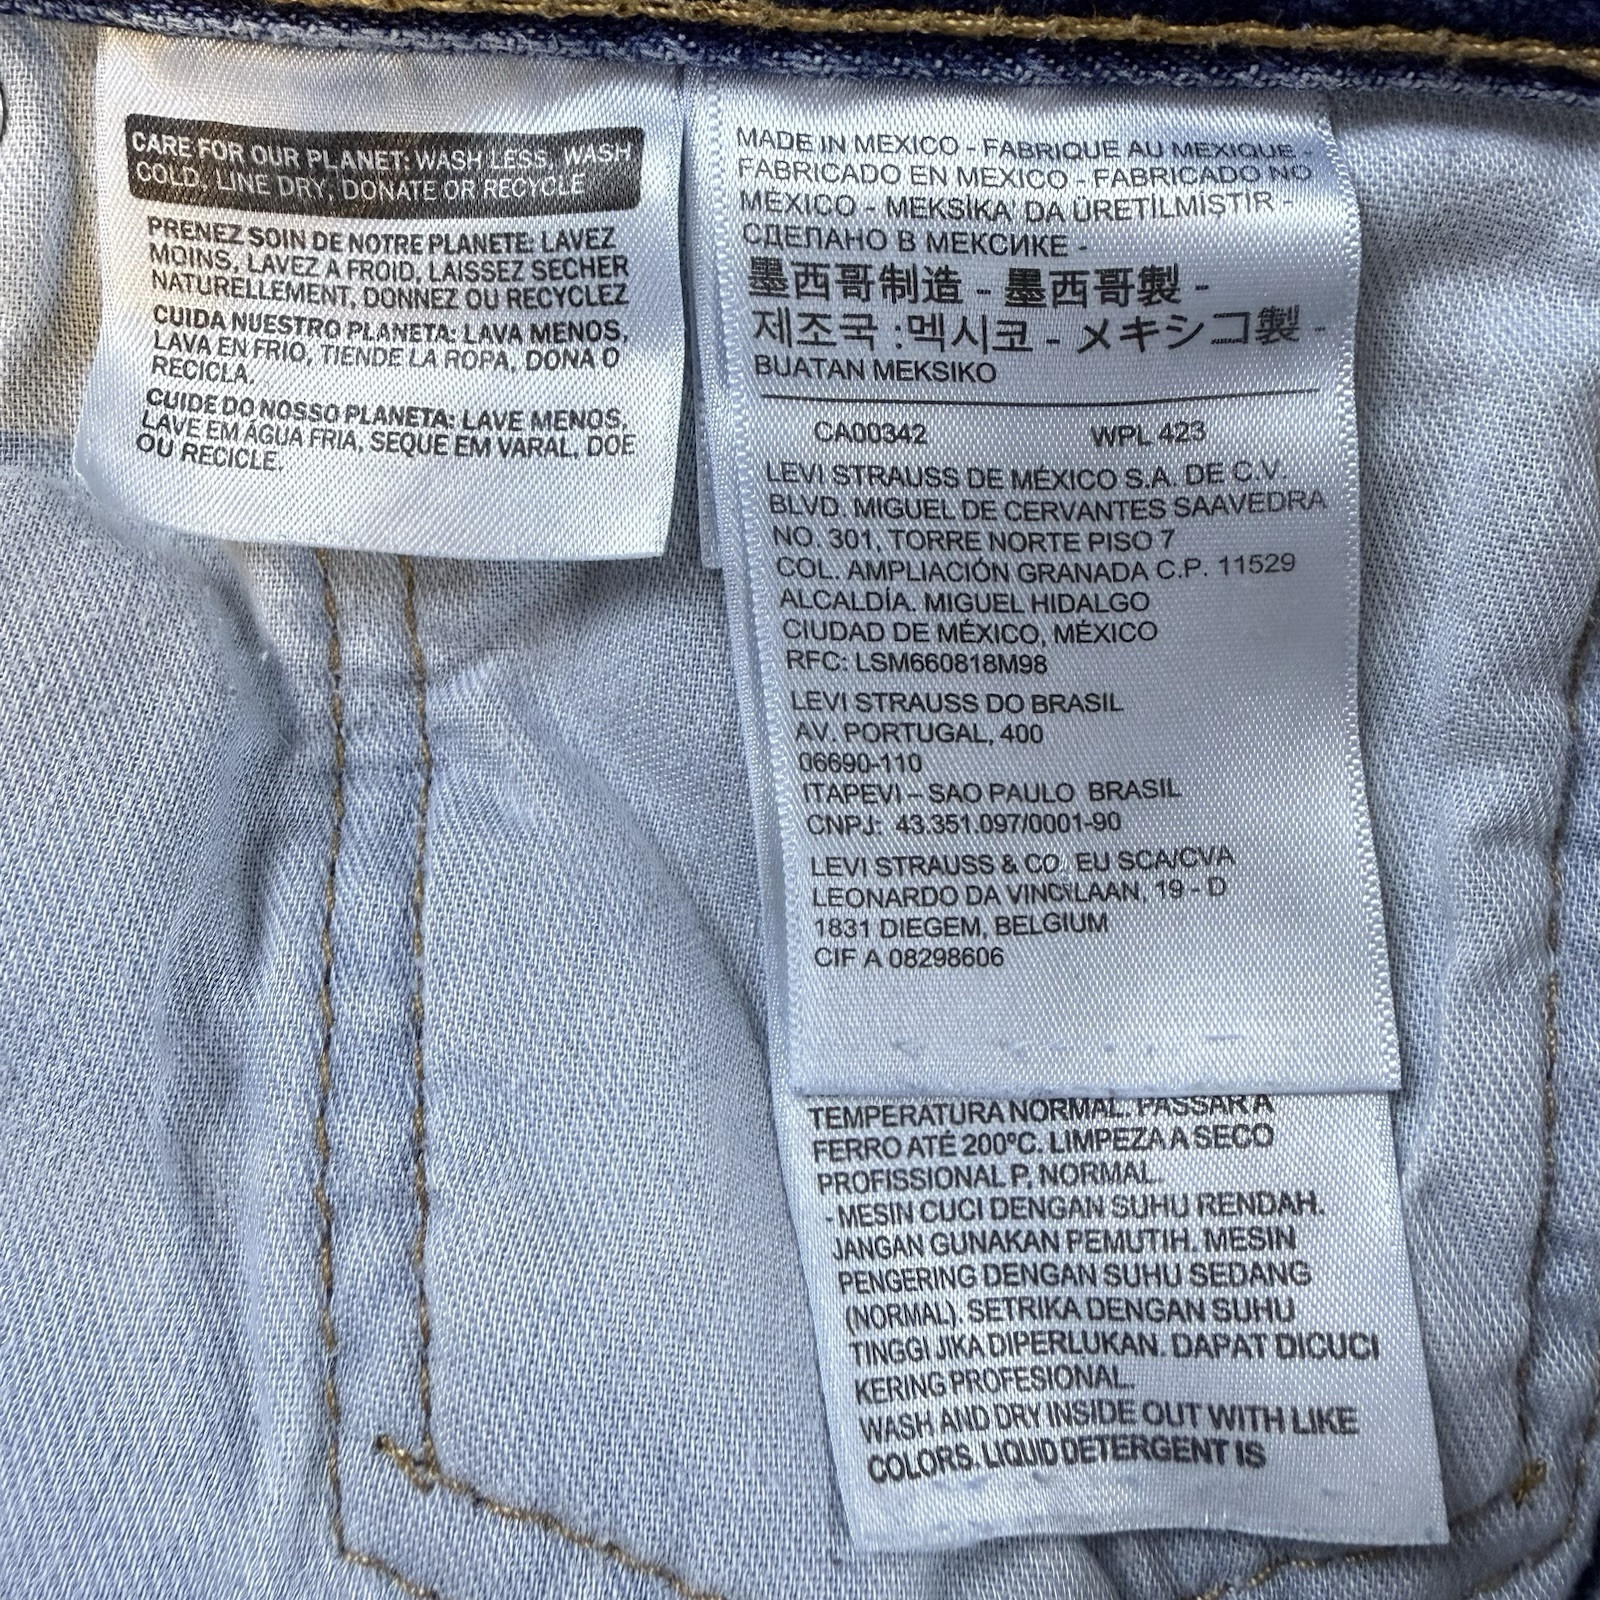 CARE FOR OUR PLANET: WASH LESS, WASH
COLD, LINE DRY, DONATE OR RECYCLE
PRENEZ SOIN DE NOTRE PLANETE: LAVEZ
MOINS, LAVEZ A FROID, LAISSEZ SECHER
NATURELLEMENT, DONNEZ OU RECYCLEZ
CUIDA NUESTRO PLANETA: LAVA MENOS,
LAVA EN FRIO, TIENDE LA ROPA, DONA O
RECICLA.
CUIDE DO NOSSO PLANETA: LAVE MENOS,
LAVE EM ÁGUA FRIA, SEQUE EM VARAL, DOE
OU RECICLE.
MADE IN MEXICO - FABRIQUE AU MEXIQUE -
FABRICADO EN MEXICO - FABRICADO NO
MÉXICO - MEKSİKA' DA ÜRETİLMİŞTİR -
СДЕЛАНО В МЕКСИКЕ -
墨西哥制造 - 墨西哥製 -
제조국 :멕시코 - メキシコ製 -
BUATAN MEKSIKO
CA00342 WPL 423
LEVI STRAUSS DE MÉXICO S.A. DE C.V.
BLVD. MIGUEL DE CERVANTES SAAVEDRA
NO. 301, TORRE NORTE PISO 7
COL. AMPLIACIÓN GRANADA C.P. 11529
ALCALDÍA. MIGUEL HIDALGO
CIUDAD DE MÉXICO, MÉXICO
RFC: LSM660818M98
LEVI STRAUSS DO BRASIL
AV. PORTUGAL, 400
06690-110
ITAPEVI – SAO PAULO BRASIL
CNPJ: 43.351.097/0001-90
LEVI STRAUSS & CO. EU SCA/CVA
LEONARDO DA VINCILAAN, 19 - D
1831 DIEGEM, BELGIUM
CIF A 08298606
TEMPERATURA NORMAL. PASSAR A
FERRO ATÉ 200°C. LIMPEZA A SECO
PROFISSIONAL P, NORMAL.
- MESIN CUCI DENGAN SUHU RENDAH.
JANGAN GUNAKAN PEMUTIH. MESIN
PENGERING DENGAN SUHU SEDANG
(NORMAL). SETRIKA DENGAN SUHU
TINGGI JIKA DIPERLUKAN. DAPAT DICUCI
KERING PROFESIONAL.
WASH AND DRY INSIDE OUT WITH LIKE
COLORS. LIQUID DETERGENT IS